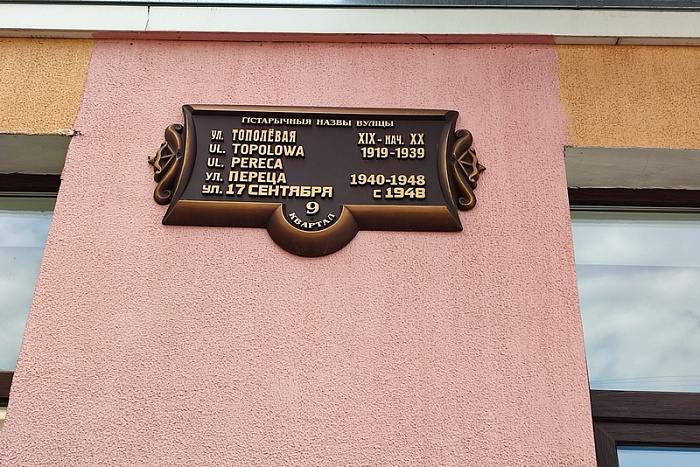 ГІСТАРЫЧНЫЯ НАЗВЫ ВУЛІЦЫ
УЛ. ТОПОЛЁВАЯ XIX - НАЧ. XX
UL. TOPOLOWA 1919-1939
UL. PERECA
УЛ. ПЕРЕЦА 1940-1948
УЛ. 17 СЕНТЯБРЯ С 1948
9
КВАРТАЛ